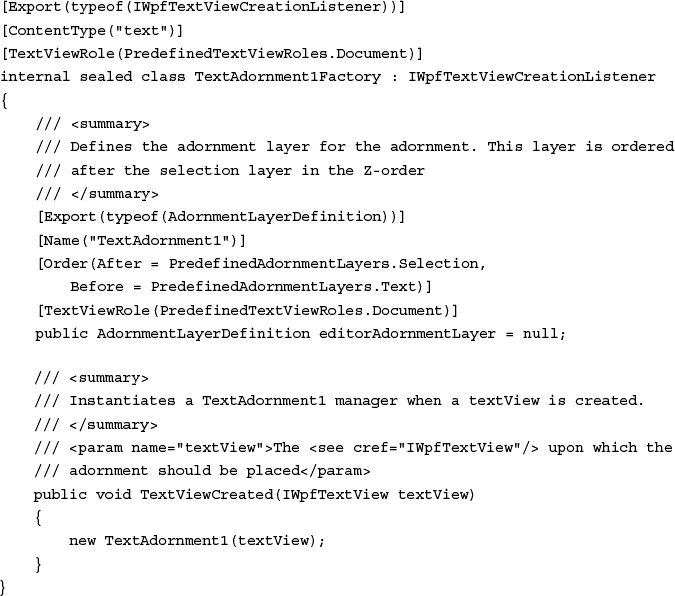 [Export(typeof(IWpfTextViewCreationListener))]
[ContentType("text")]
[TextViewRole(PredefinedTextViewRoles.Document)]
internal sealed class TextAdornment1Factory : IWpfTextViewCreationListener
{
    /// <summary>
    /// Defines the adornment layer for the adornment. This layer is ordered
    /// after the selection layer in the Z-order
    /// </summary>
    [Export(typeof(AdornmentLayerDefinition))]
    [Name("TextAdornment1")]
    [Order(After = PredefinedAdornmentLayers.Selection,
        Before = PredefinedAdornmentLayers.Text)]
    [TextViewRole(PredefinedTextViewRoles.Document)]
    public AdornmentLayerDefinition editorAdornmentLayer = null;

    /// <summary>
    /// Instantiates a TextAdornment1 manager when a textView is created.
    /// </summary>
    /// <param name="textView">The <see cref="IWpfTextView"/> upon which the
    /// adornment should be placed</param>
    public void TextViewCreated(IWpfTextView textView)
    {
        new TextAdornment1(textView);
    }
}